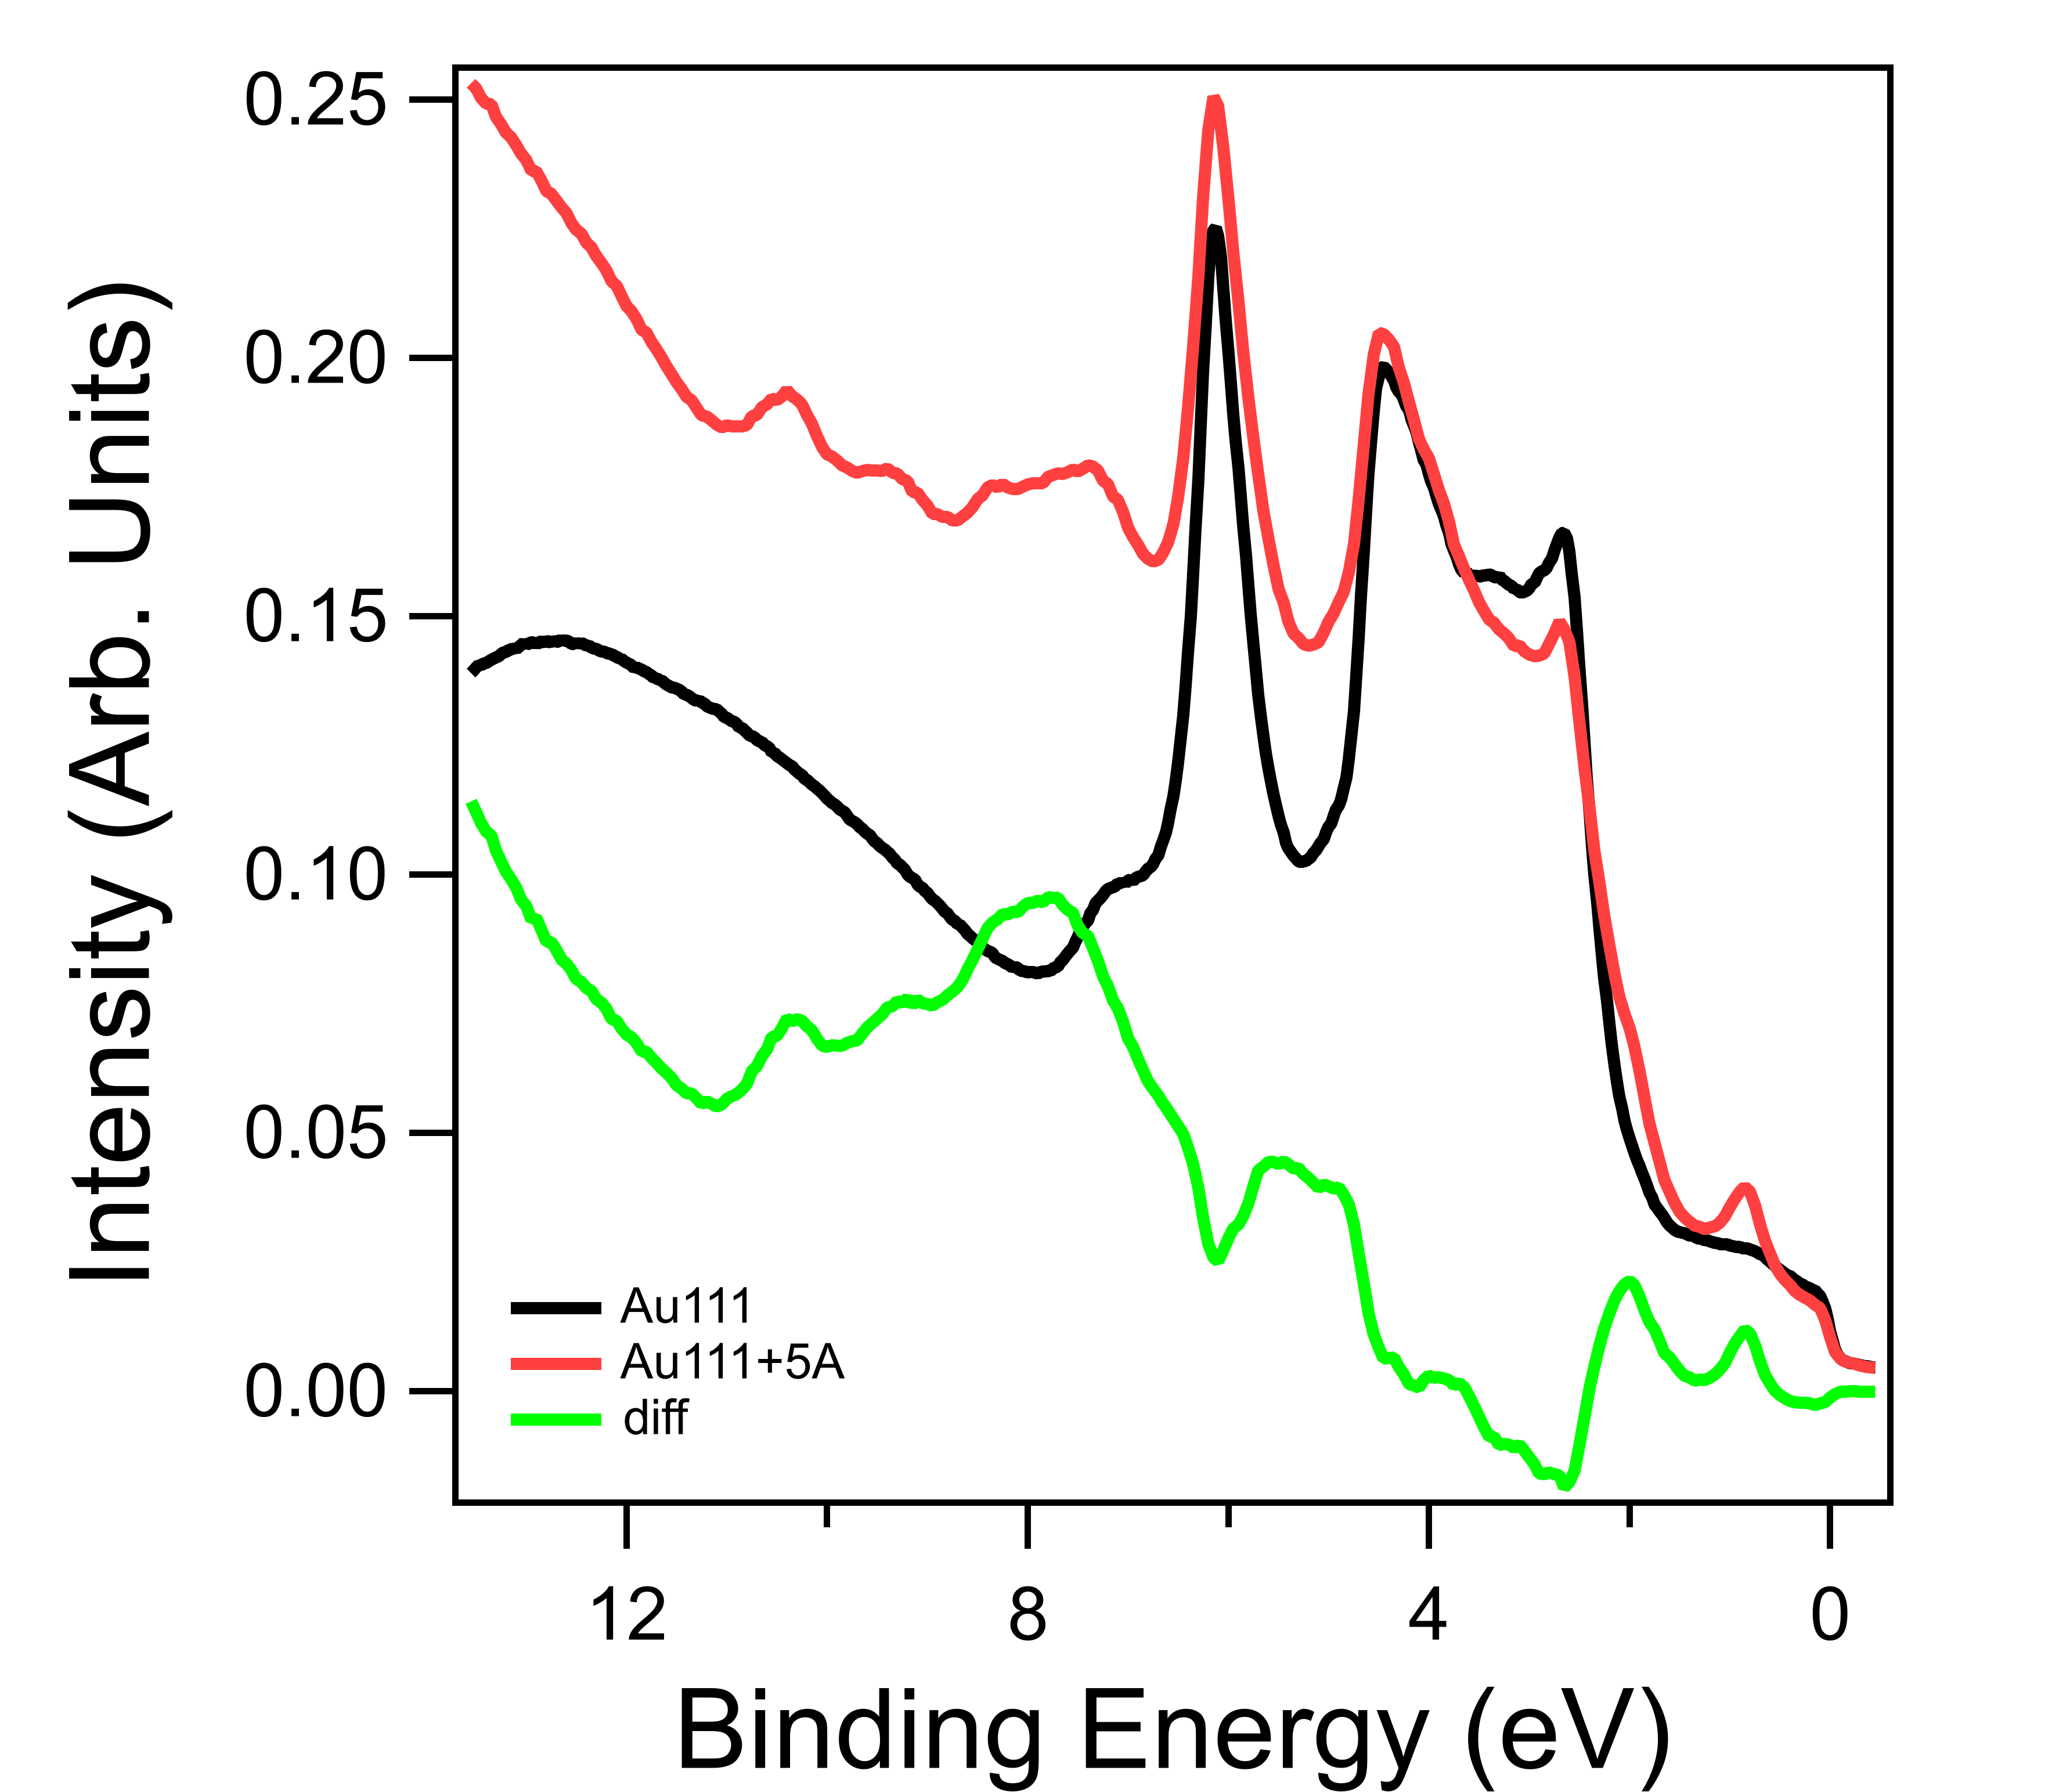 Intensity (Arb. Units)
0.25
0.20
0.15
0.10
0.05
0.00
Au111
Au111+5A
diff
12 8 4 0
Binding Energy (eV)